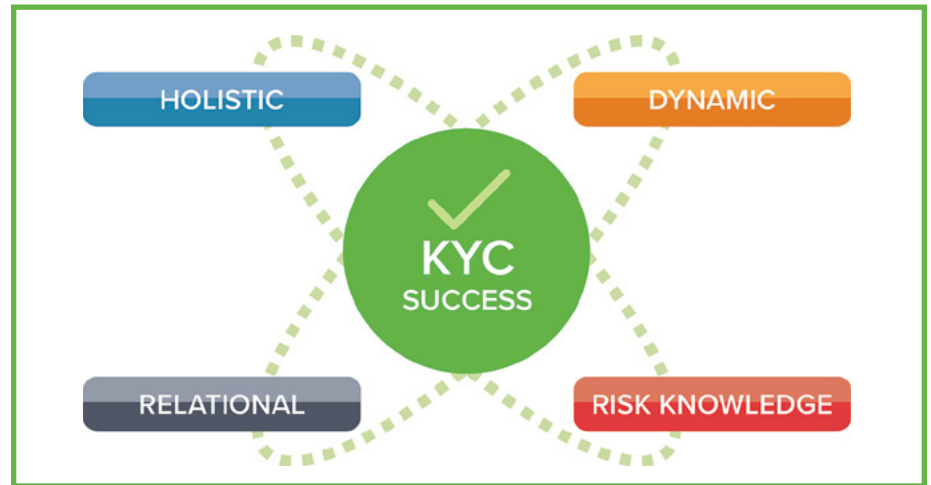 HOLISTIC
DYNAMIC
KYC
SUCCESS
RELATIONAL
RISK KNOWLEDGE